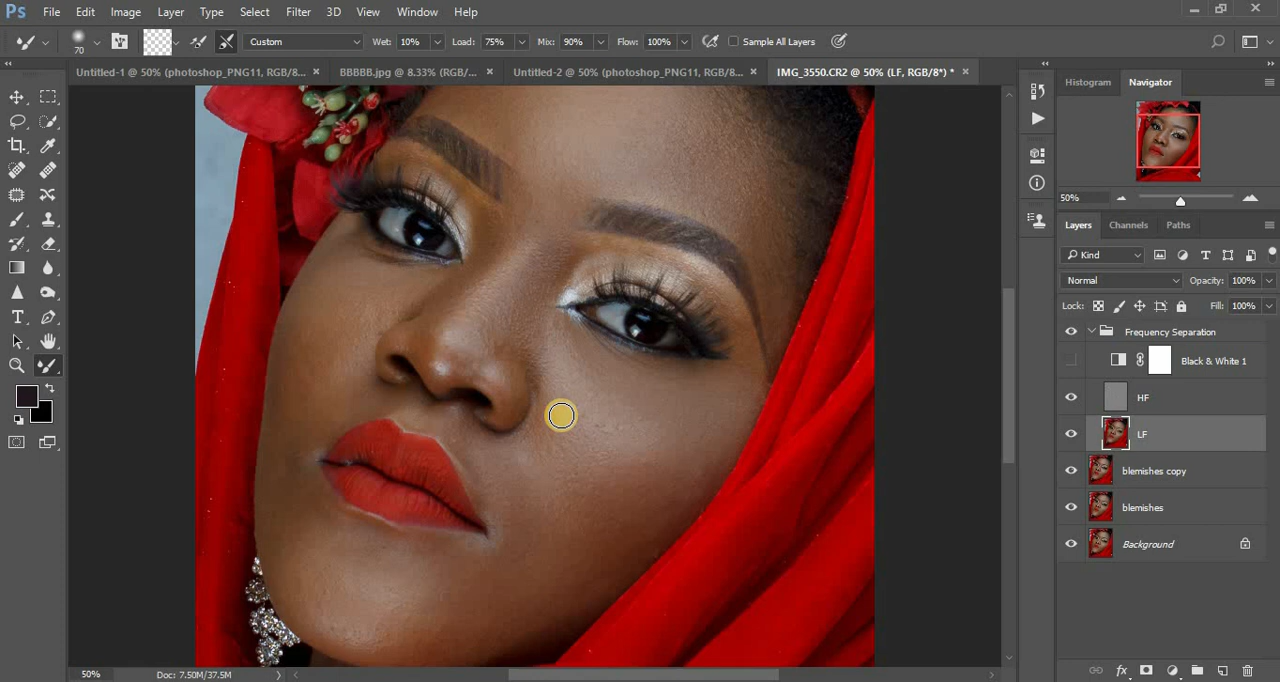 Ps File Edit Image Layer Type Select Filter 3D View Window Help
70 Custom Wet: 10% Load: 75% Mix: 90% Flow: 100% Sample All Layers
Untitled-1 @ 50% (photoshop_PNG11, RGB/8... × BBBBB.jpg @ 8.33% (RGB/... × Untitled-2 @ 50% (photoshop_PNG11, RGB/8... × IMG_3550.CR2 @ 50% (LF, RGB/8*) * ×
Histogram Navigator
50%
Layers Channels Paths
Kind
Normal Opacity: 100%
Lock: Fill: 100%
Frequency Separation
Black & White 1
HF
LF
blemishes copy
blemishes
Background
50% Doc: 7.50M/37.5M